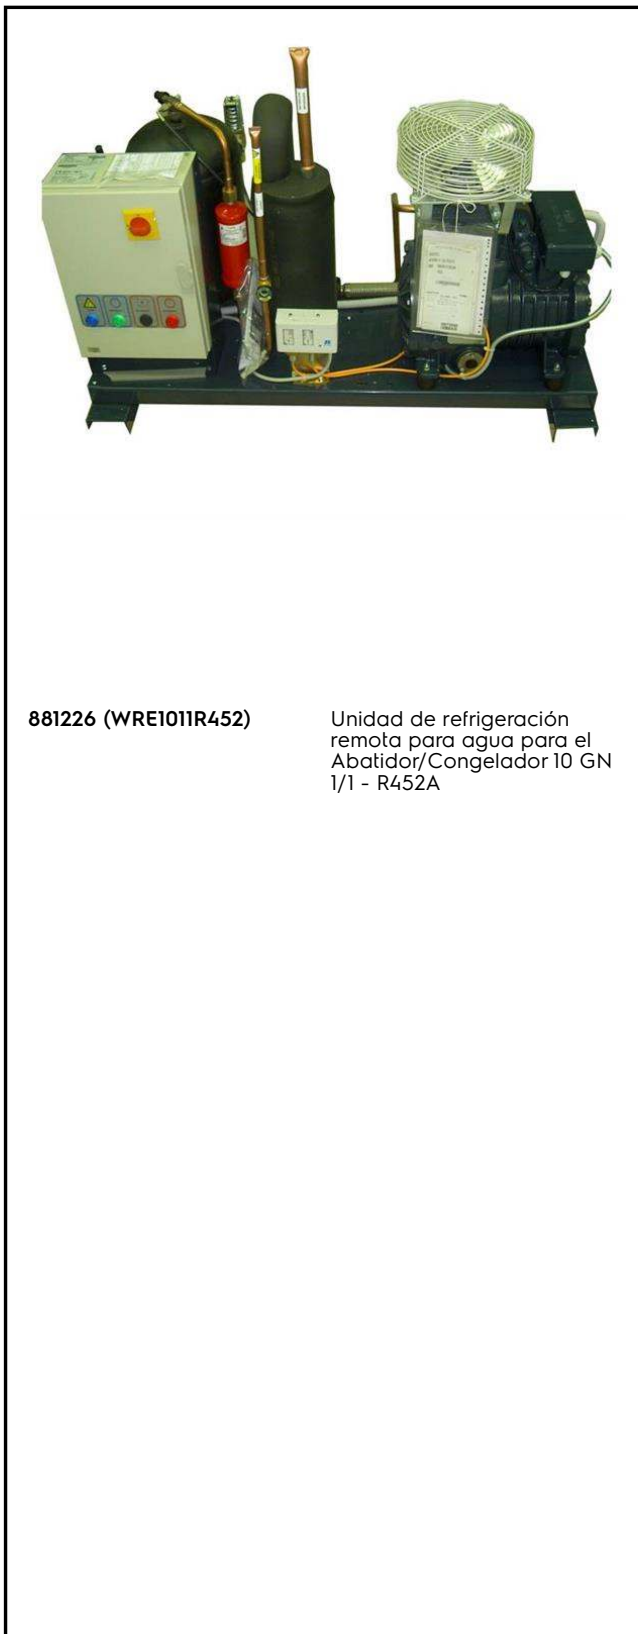 881226 (WRE1011R452)
Unidad de refrigeración
remota para agua para el
Abatidor/Congelador 10 GN
1/1 - R452A